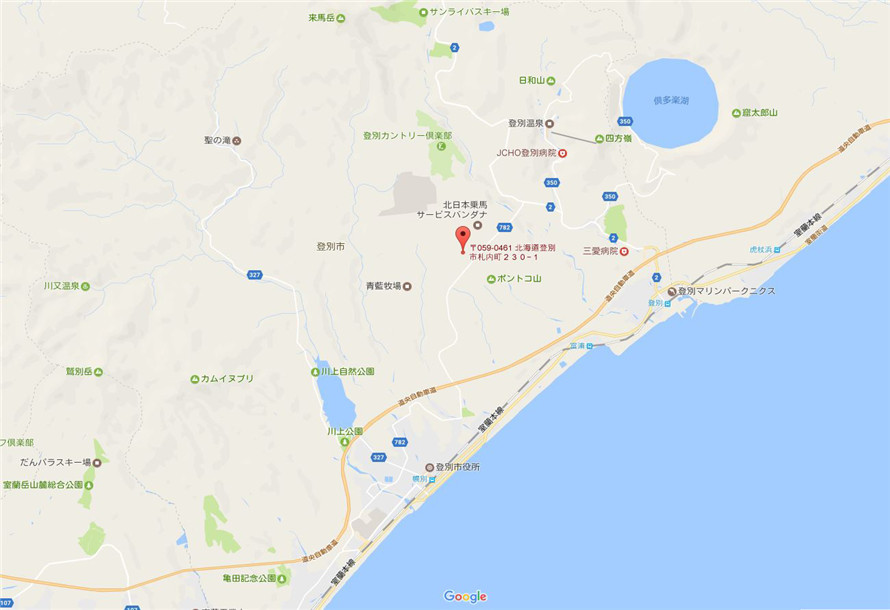 来馬岳
サンライバスキー場
2
日和山
倶多楽湖
登別温泉
350
窟太郎山
四方嶺
登別カントリー倶楽部
聖の滝
JCHO登別病院
道央自動車道
350
350
北日本乗馬
サービスバンダナ
2
782
2
室蘭本線
室蘭街道
登別市
〒059-0461 北海道登別
市札内町２３０−１
三愛病院
虎杖浜
327
ポントコ山
2
川又温泉
青藍牧場
道央自動車道
登別マリンパークニクス
登別
富浦
鷲別岳
カムイヌプリ
川上自然公園
道央自動車道
室蘭本線
川上公園
782
フ倶楽部
327
だんパラスキー場
登別市役所
幌別
室蘭岳山麓総合公園
道央自動車道
室蘭本線
亀田記念公園
Google
107
132